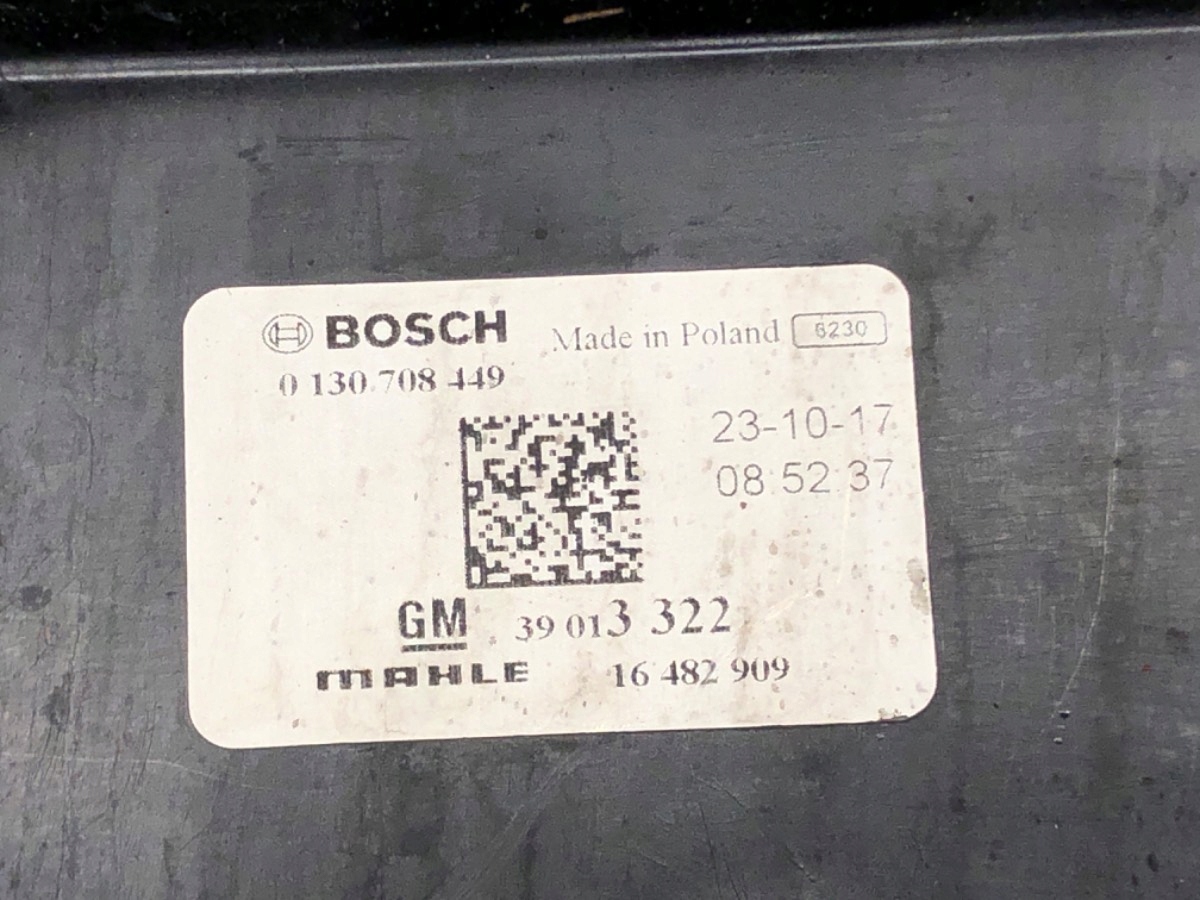 BOSCH Made in Poland 6230
0 130 708 449
23-10-17
08 52 37
GM 39 013 322
MAHLE 16 482 909